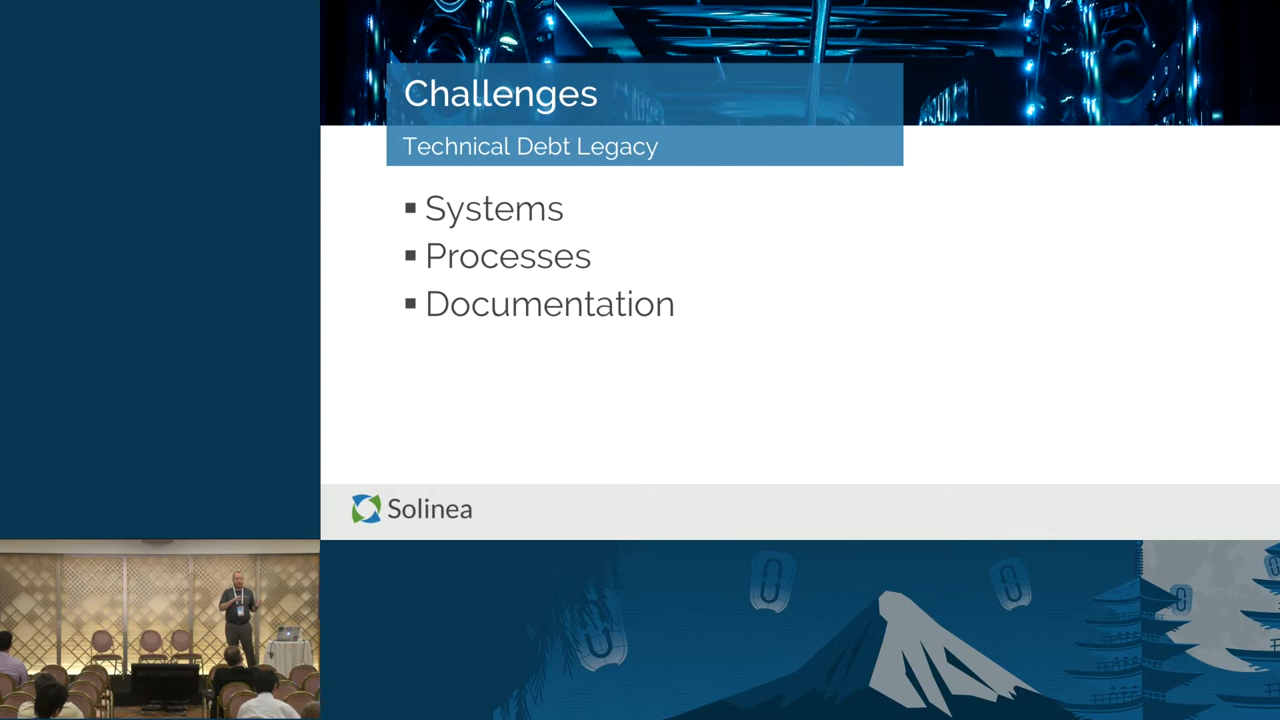 Challenges
Technical Debt Legacy
Systems
Processes
Documentation
Solinea